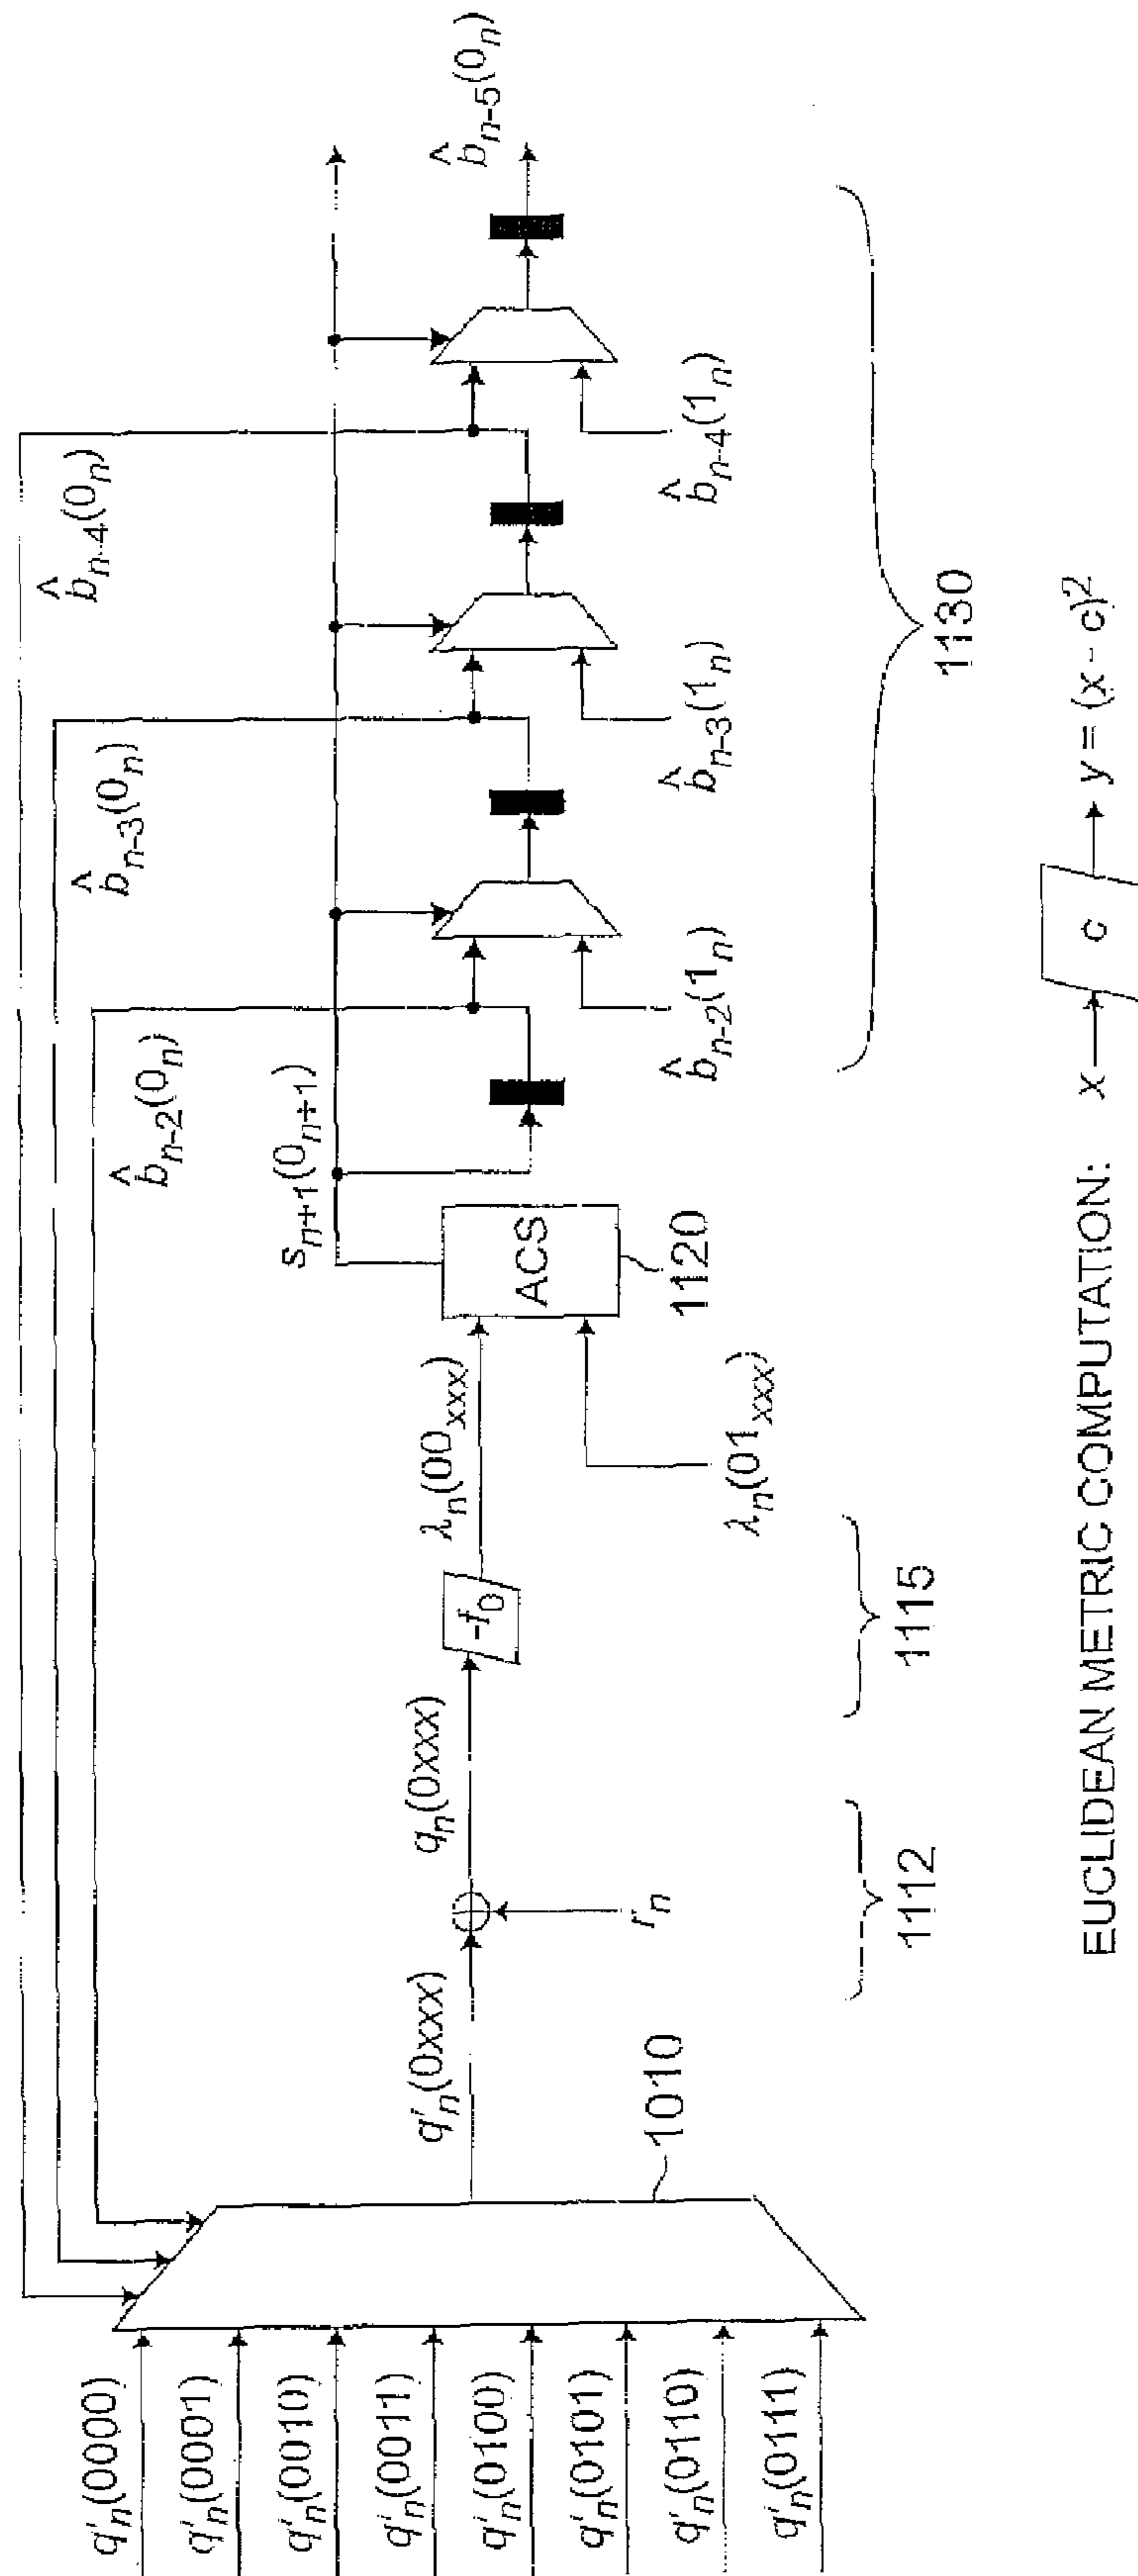 q'ₙ(0000)
q'ₙ(0001)
q'ₙ(0010)
q'ₙ(0011)
q'ₙ(0100)
q'ₙ(0101)
q'ₙ(0110)
q'ₙ(0111)
1010
q'ₙ(0xxx)
rₙ
qₙ(0xxx)
1112
-f₀
1115
λₙ(00ₓₓₓ)
λₙ(01ₓₓₓ)
ACS
1120
sₙ₊₁(0ₙ₊₁)
b̂ₙ₋₂(0ₙ)
b̂ₙ₋₃(0ₙ)
b̂ₙ₋₄(0ₙ)
b̂ₙ₋₂(1ₙ)
b̂ₙ₋₃(1ₙ)
b̂ₙ₋₄(1ₙ)
b̂ₙ₋₅(0ₙ)
1130
EUCLIDEAN METRIC COMPUTATION: x c y = (x - c)²